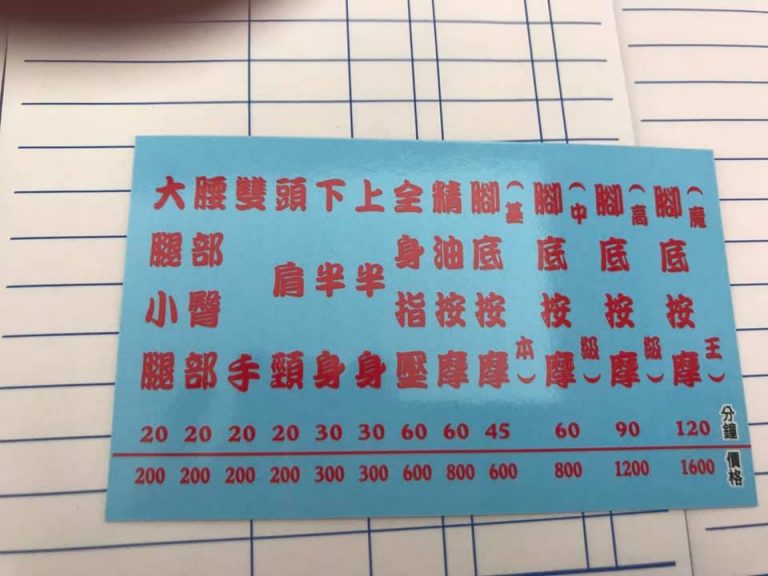 腳底按摩
（魔王）
腳底按摩
（高級）
腳底按摩
（中級）
腳底按摩
（基本）
精油按摩
全身指壓
上半身
下半身
頭肩頸
雙手
腰部臀部
大腿小腿
20 20 20 20 30 30 60 60 45 60 90 120 分鐘
200 200 200 200 300 300 600 800 600 800 1200 1600 價格